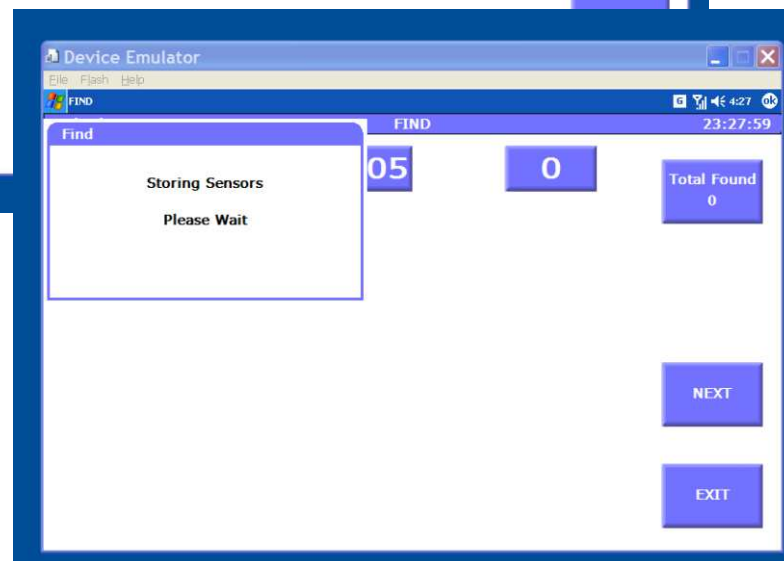 Device Emulator
File Flash Help
FIND
G 4:27 ok
FIND 23:27:59
Find
Storing Sensors
Please Wait
05
0
Total Found
0
NEXT
EXIT